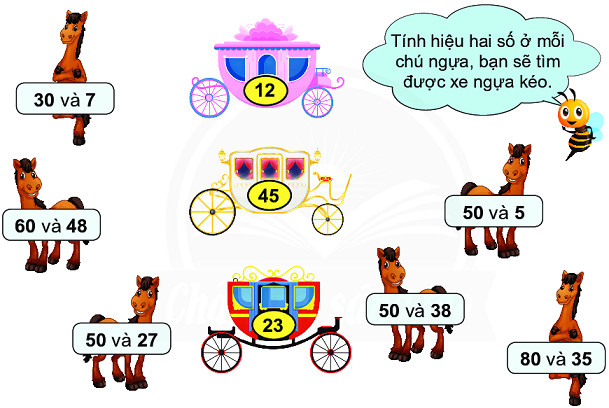 Tính hiệu hai số ở mỗi
chú ngựa, bạn sẽ tìm
được xe ngựa kéo.
30 và 7
12
60 và 48
45
50 và 5
50 và 27
23
50 và 38
80 và 35